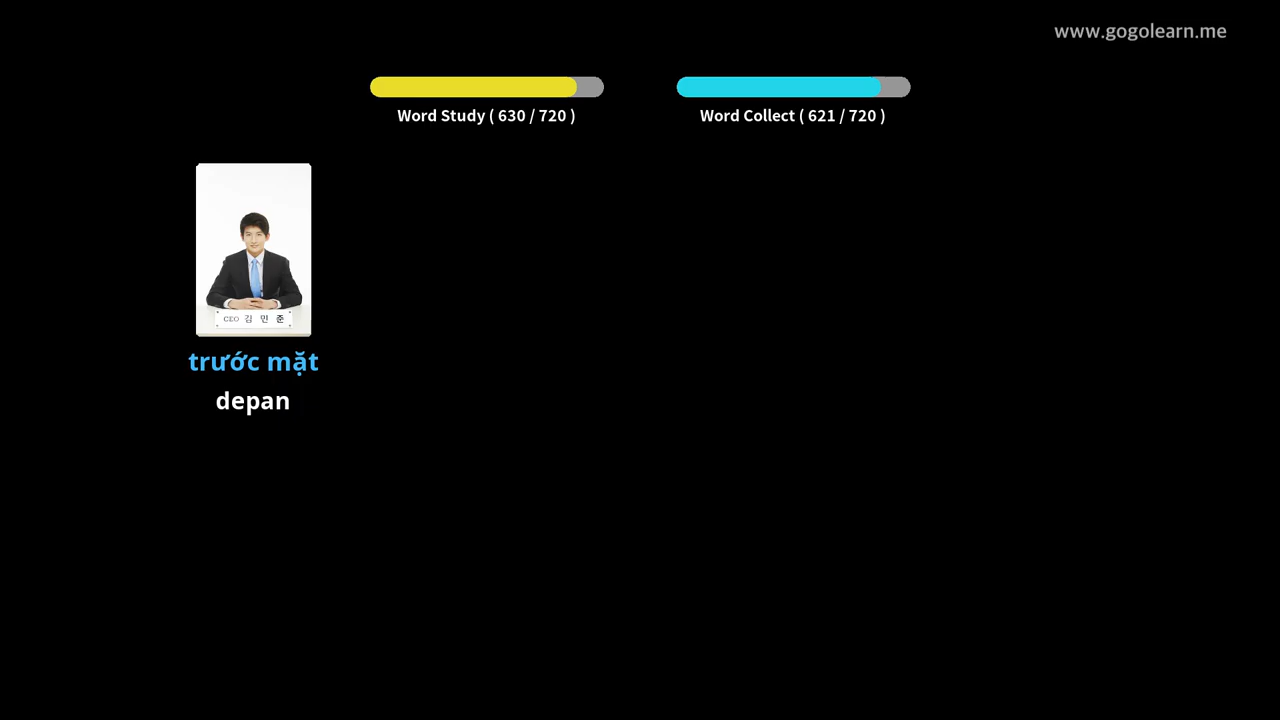 www.gogolearn.me
Word Study ( 630 / 720 )
Word Collect ( 621 / 720 )
CEO 김 민 준
trước mặt
depan